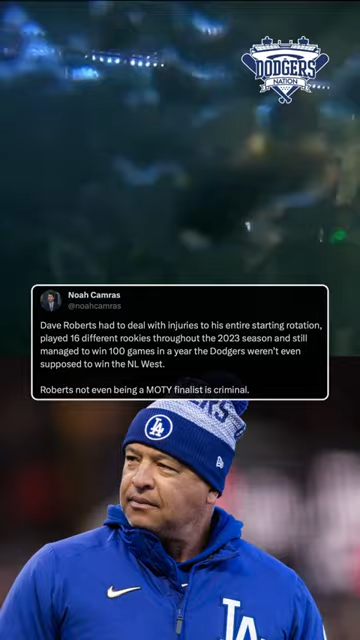 DODGERS
NATION
Noah Camras
@noahcamras
Dave Roberts had to deal with injuries to his entire starting rotation,
played 16 different rookies throughout the 2023 season and still
managed to win 100 games in a year the Dodgers weren't even
supposed to win the NL West.
Roberts not even being a MOTY finalist is criminal.
ERS
LA
LA